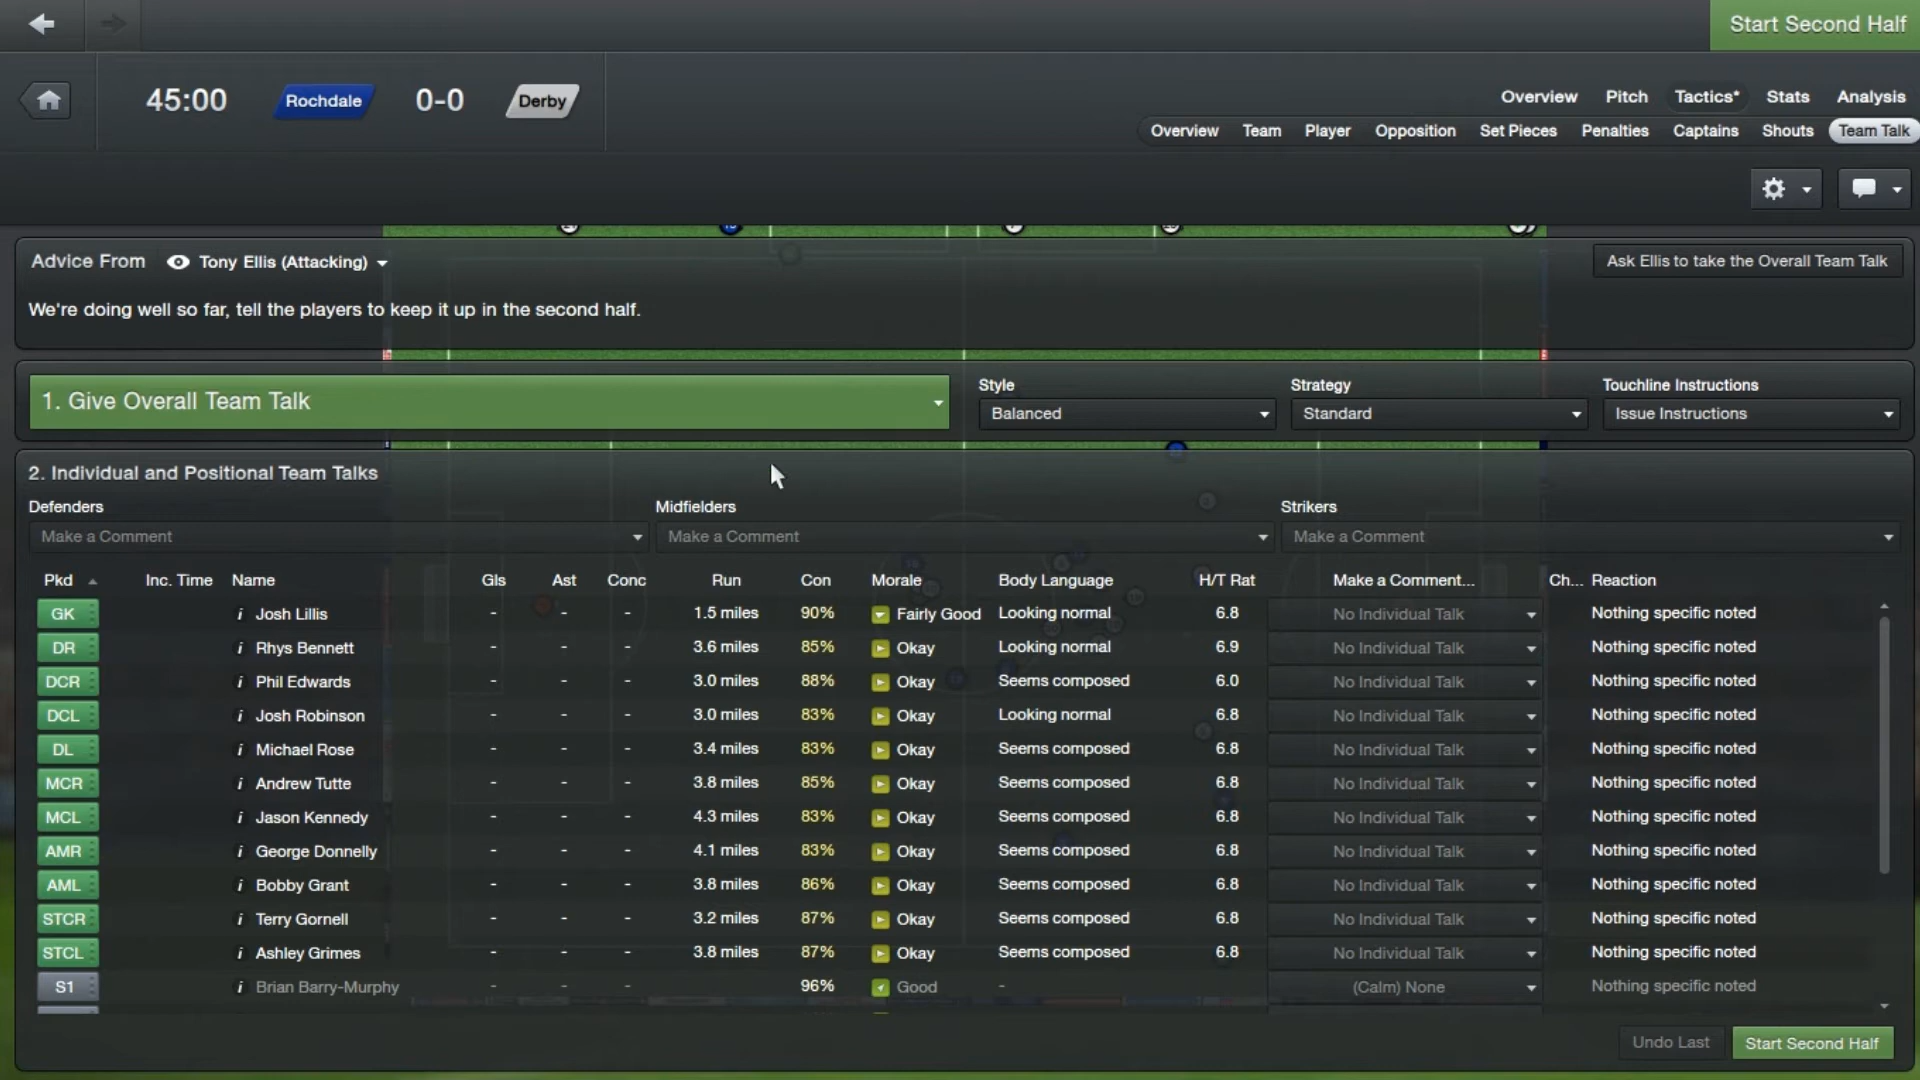 Start Second Half
45:00 Rochdale 0-0 Derby
Overview Pitch Tactics* Stats Analysis
Overview Team Player Opposition Set Pieces Penalties Captains Shouts Team Talk
Advice From Tony Ellis (Attacking) Ask Ellis to take the Overall Team Talk
We're doing well so far, tell the players to keep it up in the second half.
1. Give Overall Team Talk
Style Strategy Touchline Instructions
Balanced Standard Issue Instructions
2. Individual and Positional Team Talks
Defenders Midfielders Strikers
Make a Comment Make a Comment Make a Comment
Pkd Inc. Time Name Gls Ast Conc Run Con Morale Body Language H/T Rat Make a Comment... Ch... Reaction
GK i Josh Lillis - - - 1.5 miles 90% Fairly Good Looking normal 6.8 No Individual Talk Nothing specific noted
DR i Rhys Bennett - - - 3.6 miles 85% Okay Looking normal 6.9 No Individual Talk Nothing specific noted
DCR i Phil Edwards - - - 3.0 miles 88% Okay Seems composed 6.0 No Individual Talk Nothing specific noted
DCL i Josh Robinson - - - 3.0 miles 83% Okay Looking normal 6.8 No Individual Talk Nothing specific noted
DL i Michael Rose - - - 3.4 miles 83% Okay Seems composed 6.8 No Individual Talk Nothing specific noted
MCR i Andrew Tutte - - - 3.8 miles 85% Okay Seems composed 6.8 No Individual Talk Nothing specific noted
MCL i Jason Kennedy - - - 4.3 miles 83% Okay Seems composed 6.8 No Individual Talk Nothing specific noted
AMR i George Donnelly - - - 4.1 miles 83% Okay Seems composed 6.8 No Individual Talk Nothing specific noted
AML i Bobby Grant - - - 3.8 miles 86% Okay Seems composed 6.8 No Individual Talk Nothing specific noted
STCR i Terry Gornell - - - 3.2 miles 87% Okay Seems composed 6.8 No Individual Talk Nothing specific noted
STCL i Ashley Grimes - - - 3.8 miles 87% Okay Seems composed 6.8 No Individual Talk Nothing specific noted
S1 i Brian Barry-Murphy - - - 96% Good - (Calm) None Nothing specific noted
Undo Last Start Second Half